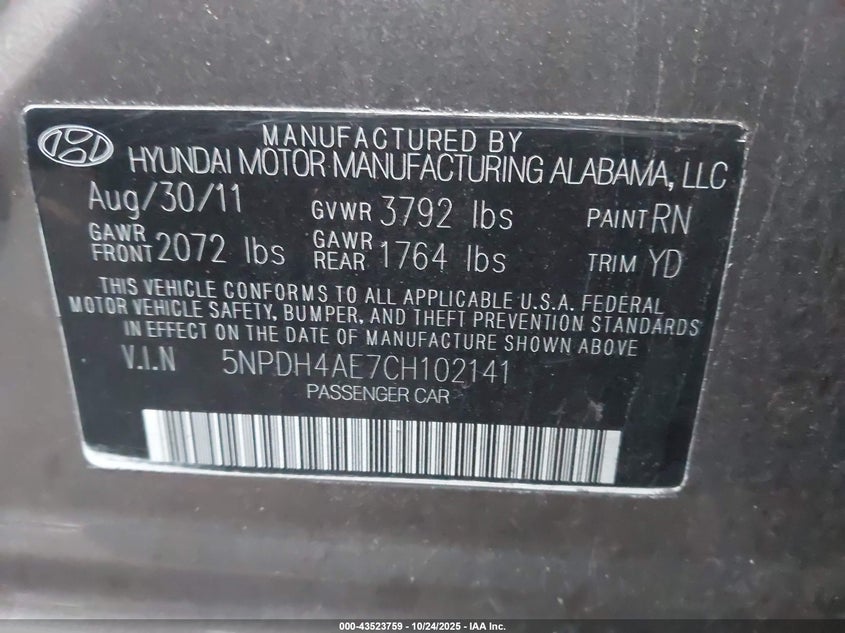 MANUFACTURED BY
HYUNDAI MOTOR MANUFACTURING ALABAMA, LLC
Aug/30/11 GVWR 3792 lbs PAINT RN
GAWR FRONT 2072 lbs GAWR REAR 1764 lbs TRIM YD
THIS VEHICLE CONFORMS TO ALL APPLICABLE U.S.A. FEDERAL
MOTOR VEHICLE SAFETY, BUMPER, AND THEFT PREVENTION STANDARDS
IN EFFECT ON THE DATE OF MANUFACTURE SHOWN ABOVE
V.I.N 5NPDH4AE7CH102141
PASSENGER CAR
000-43523759 - 10/24/2025 - IAA Inc.